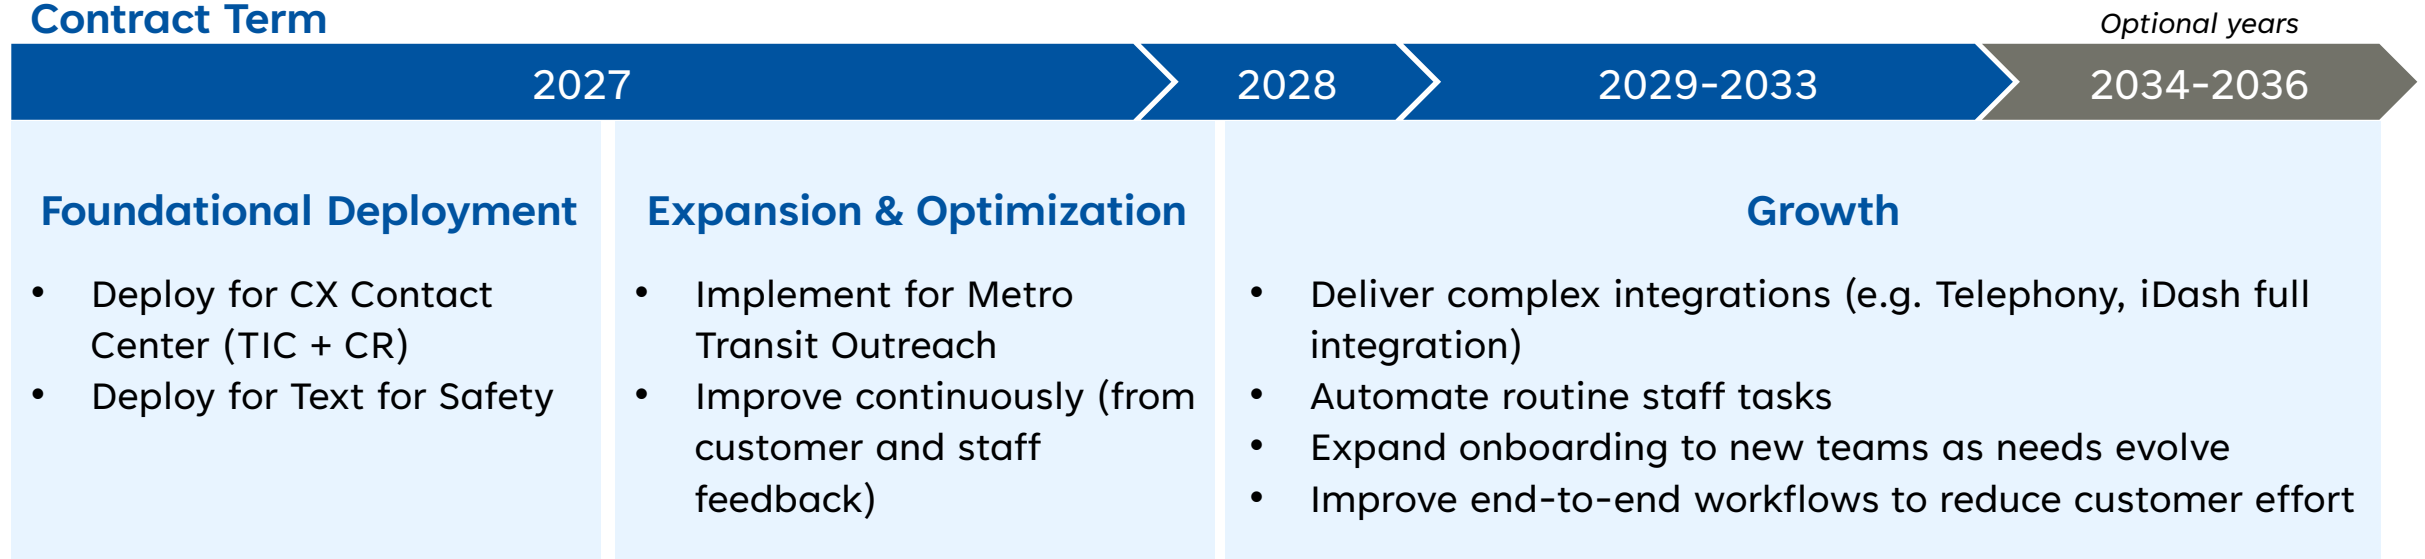 Contract Term
Optional years
2027
2028
2029-2033
2034-2036
Foundational Deployment
• Deploy for CX Contact
Center (TIC + CR)
• Deploy for Text for Safety
Expansion & Optimization
• Implement for Metro
Transit Outreach
• Improve continuously (from
customer and staff
feedback)
Growth
• Deliver complex integrations (e.g. Telephony, iDash full
integration)
• Automate routine staff tasks
• Expand onboarding to new teams as needs evolve
• Improve end-to-end workflows to reduce customer effort